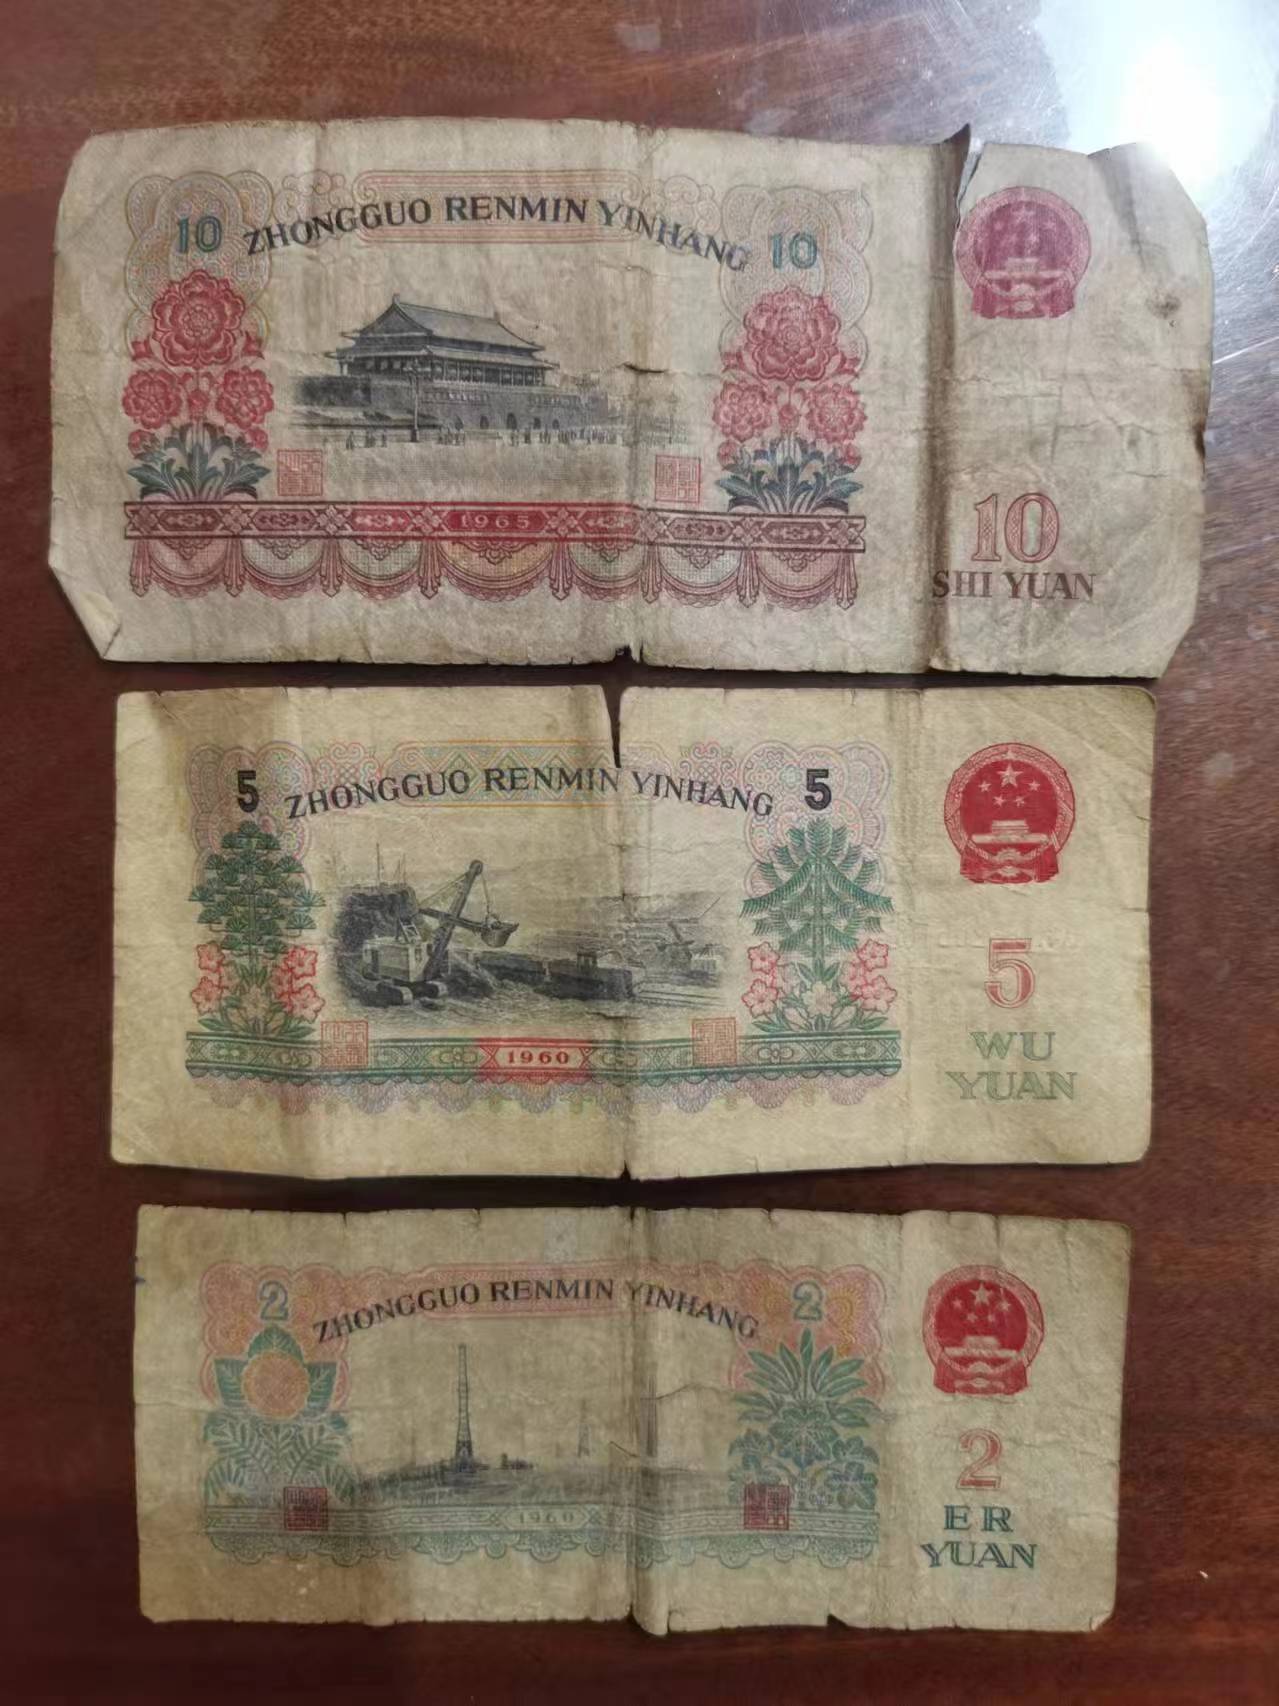 10 ZHONGGUO RENMIN YINHANG 10
1965
10
SHI YUAN
5 ZHONGGUO RENMIN YINHANG 5
1960
5
WU
YUAN
2 ZHONGGUO RENMIN YINHANG 2
1960
2
ER
YUAN